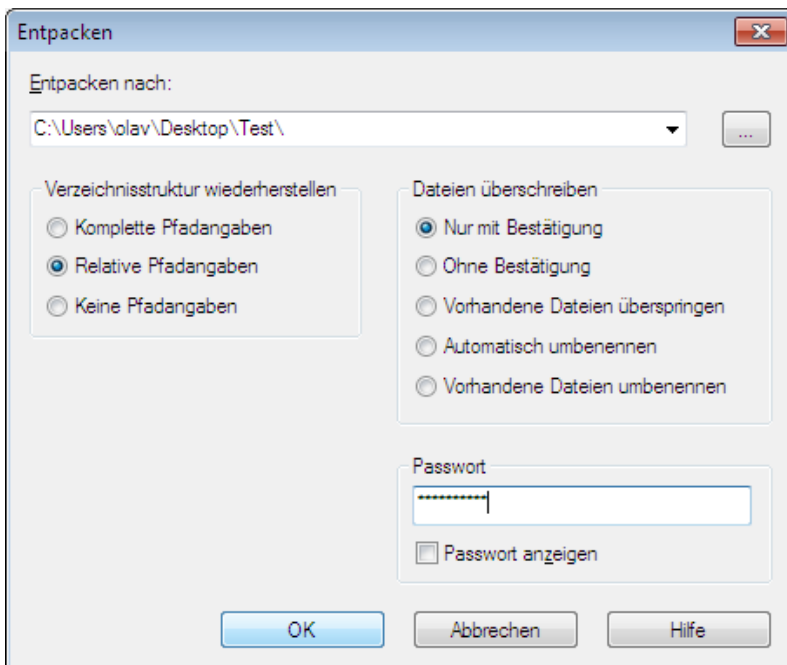 Entpacken
Entpacken nach:
C:\Users\olav\Desktop\Test\
...
Verzeichnisstruktur wiederherstellen
Komplette Pfadangaben
Relative Pfadangaben
Keine Pfadangaben
Dateien überschreiben
Nur mit Bestätigung
Ohne Bestätigung
Vorhandene Dateien überspringen
Automatisch umbenennen
Vorhandene Dateien umbenennen
Passwort
**********
Passwort anzeigen
OK
Abbrechen
Hilfe